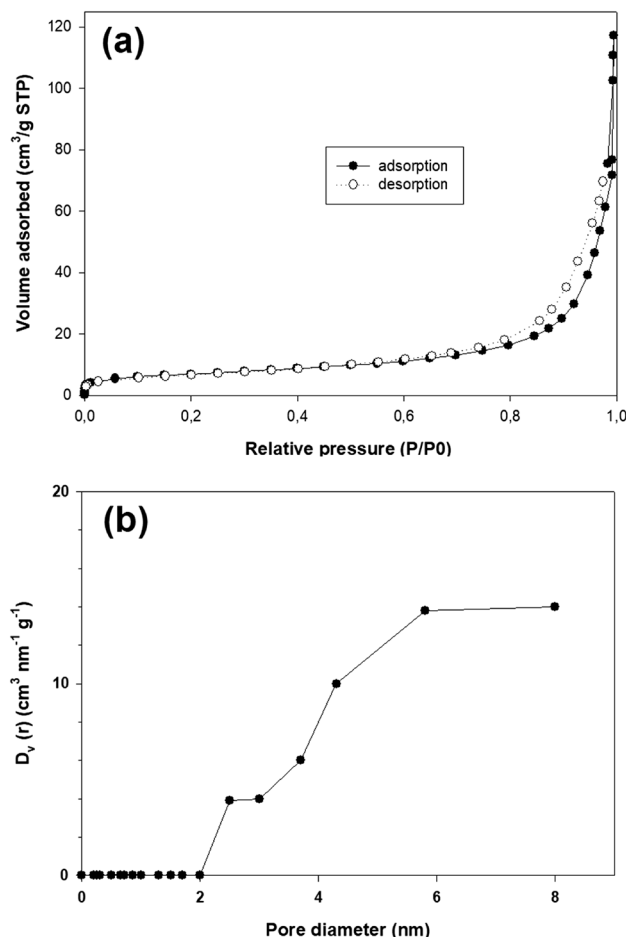 (a)
Volume adsorbed (cm³/g STP)
120
100
80
60
40
20
0
adsorption
desorption
0,0 0,2 0,4 0,6 0,8 1,0
Relative pressure (P/P0)
(b)
Dᵥ (r) (cm³ nm⁻¹ g⁻¹)
20
10
0
0 2 4 6 8
Pore diameter (nm)